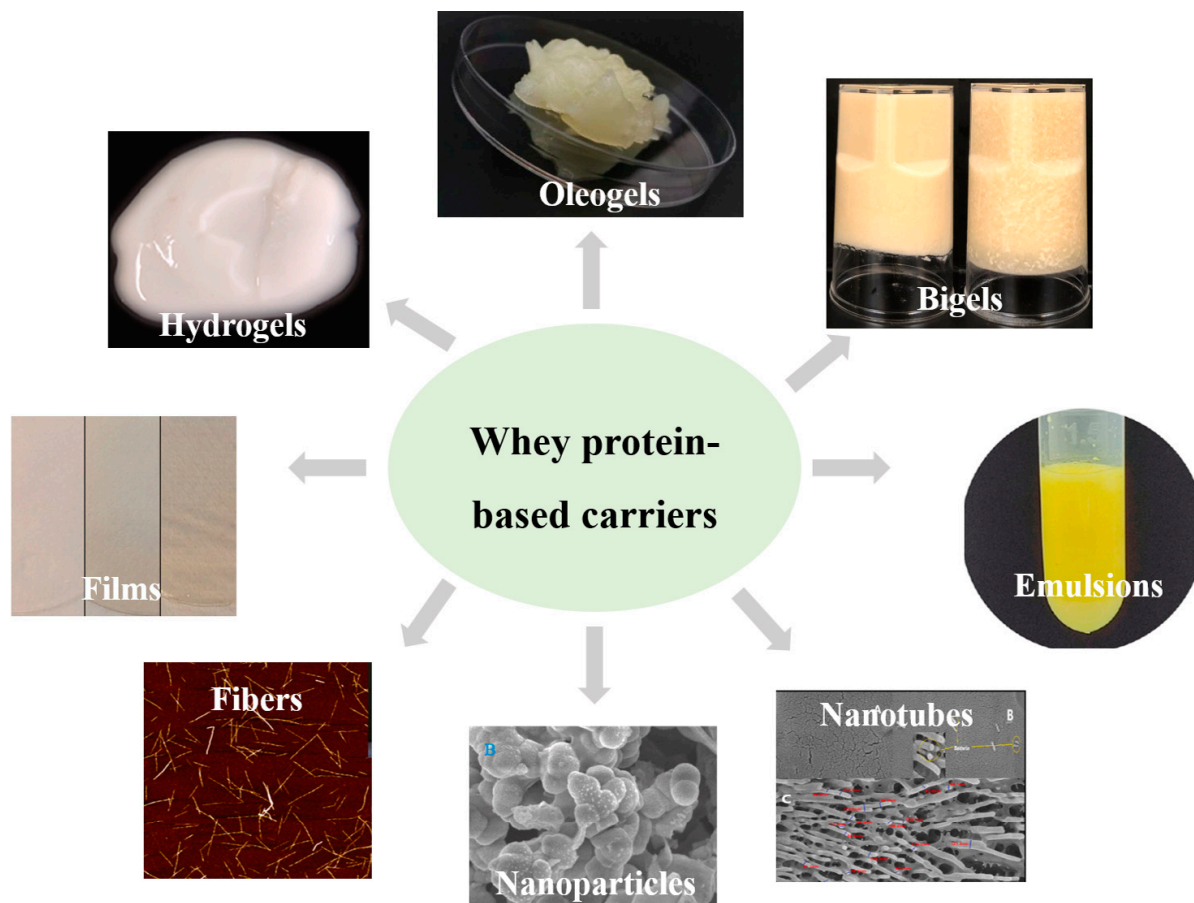 Oleogels
Hydrogels
Bigels
Whey protein-
based carriers
Films
Emulsions
Fibers
Nanotubes
A
B
C
B
Nanoparticles